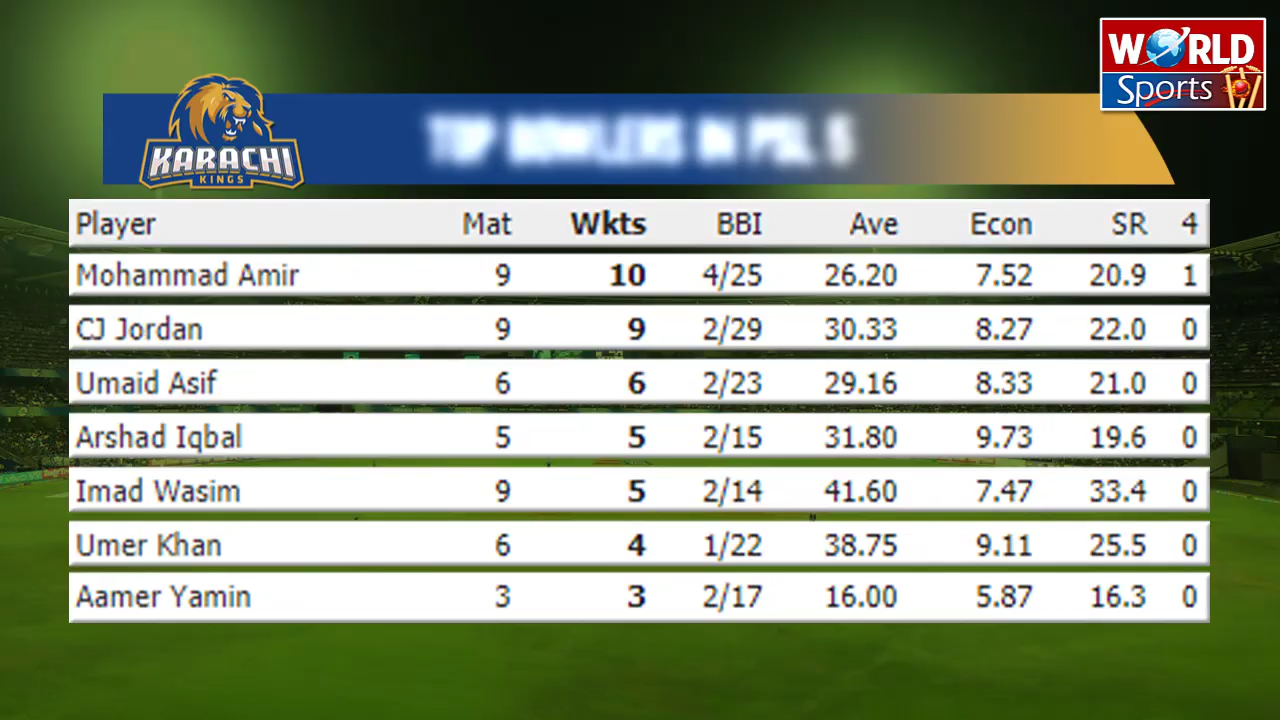 WORLD
Sports
KARACHI
KINGS
TOP BOWLERS IN PSL
Player Mat Wkts BBI Ave Econ SR 4
Mohammad Amir 9 10 4/25 26.20 7.52 20.9 1
CJ Jordan 9 9 2/29 30.33 8.27 22.0 0
Umaid Asif 6 6 2/23 29.16 8.33 21.0 0
Arshad Iqbal 5 5 2/15 31.80 9.73 19.6 0
Imad Wasim 9 5 2/14 41.60 7.47 33.4 0
Umer Khan 6 4 1/22 38.75 9.11 25.5 0
Aamer Yamin 3 3 2/17 16.00 5.87 16.3 0